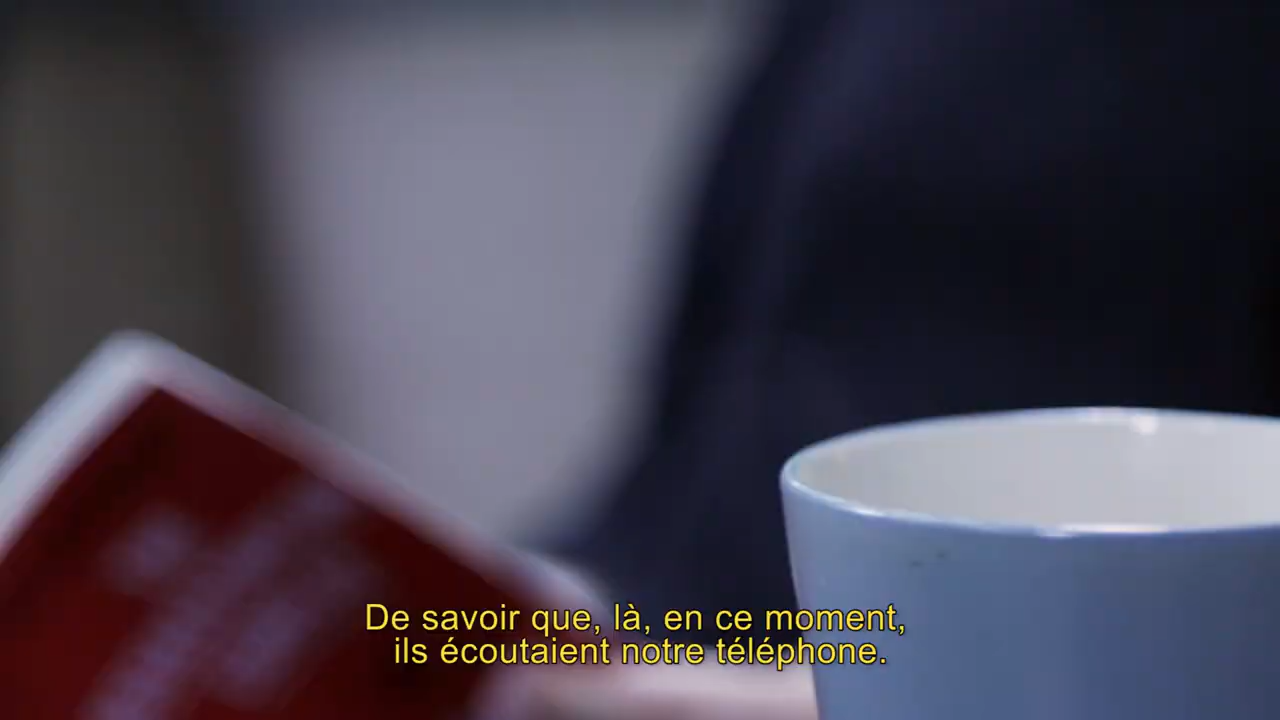 De savoir que, là, en ce moment,
ils écoutaient notre téléphone.